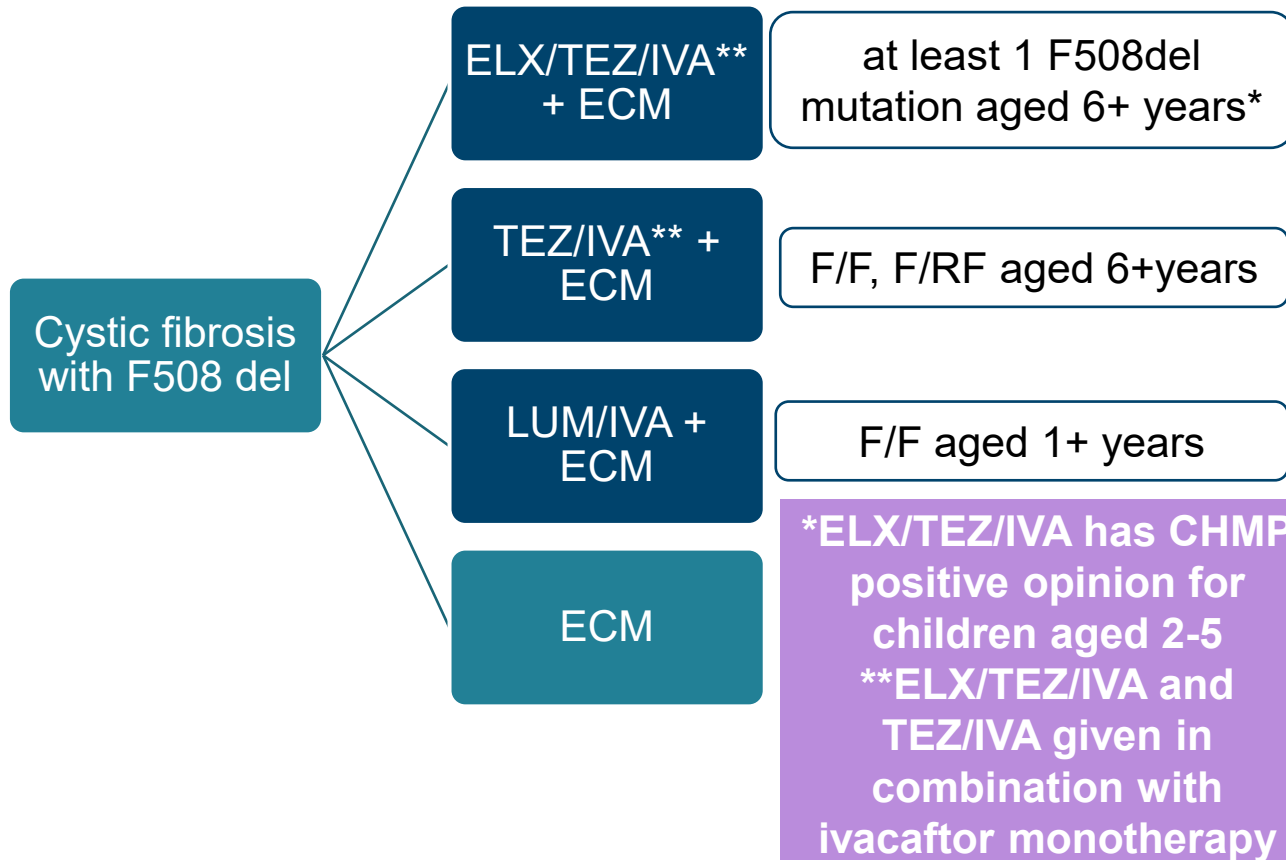 ELX/TEZ/IVA**
+ ECM
at least 1 F508del
mutation aged 6+ years*
TEZ/IVA** +
ECM
F/F, F/RF aged 6+years
Cystic fibrosis
with F508 del
LUM/IVA +
ECM
F/F aged 1+ years
ECM
*ELX/TEZ/IVA has CHMP
positive opinion for
children aged 2-5
**ELX/TEZ/IVA and
TEZ/IVA given in
combination with
ivacaftor monotherapy